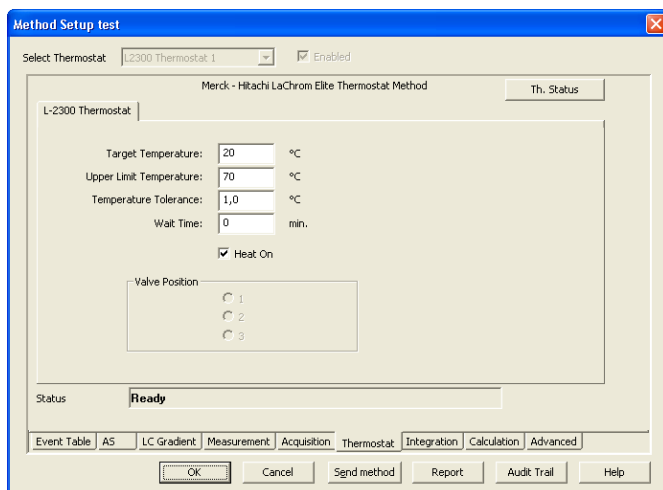 Method Setup test
Select Thermostat L2300 Thermostat 1 Enabled
Merck - Hitachi LaChrom Elite Thermostat Method Th. Status
L-2300 Thermostat
Target Temperature: 20 °C
Upper Limit Temperature: 70 °C
Temperature Tolerance: 1,0 °C
Wait Time: 0 min.
Heat On
Valve Position
1
2
3
Status Ready
Event Table AS LC Gradient Measurement Acquisition Thermostat Integration Calculation Advanced
OK Cancel Send method Report Audit Trail Help